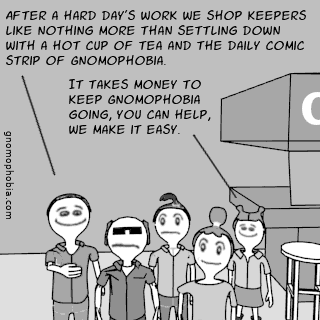 AFTER A HARD DAY'S WORK WE SHOP KEEPERS
LIKE NOTHING MORE THAN SETTLING DOWN
WITH A HOT CUP OF TEA AND THE DAILY COMIC
STRIP OF GNOMOPHOBIA.
IT TAKES MONEY TO
KEEP GNOMOPHOBIA
GOING, YOU CAN HELP,
WE MAKE IT EASY.
gnomophobia.com